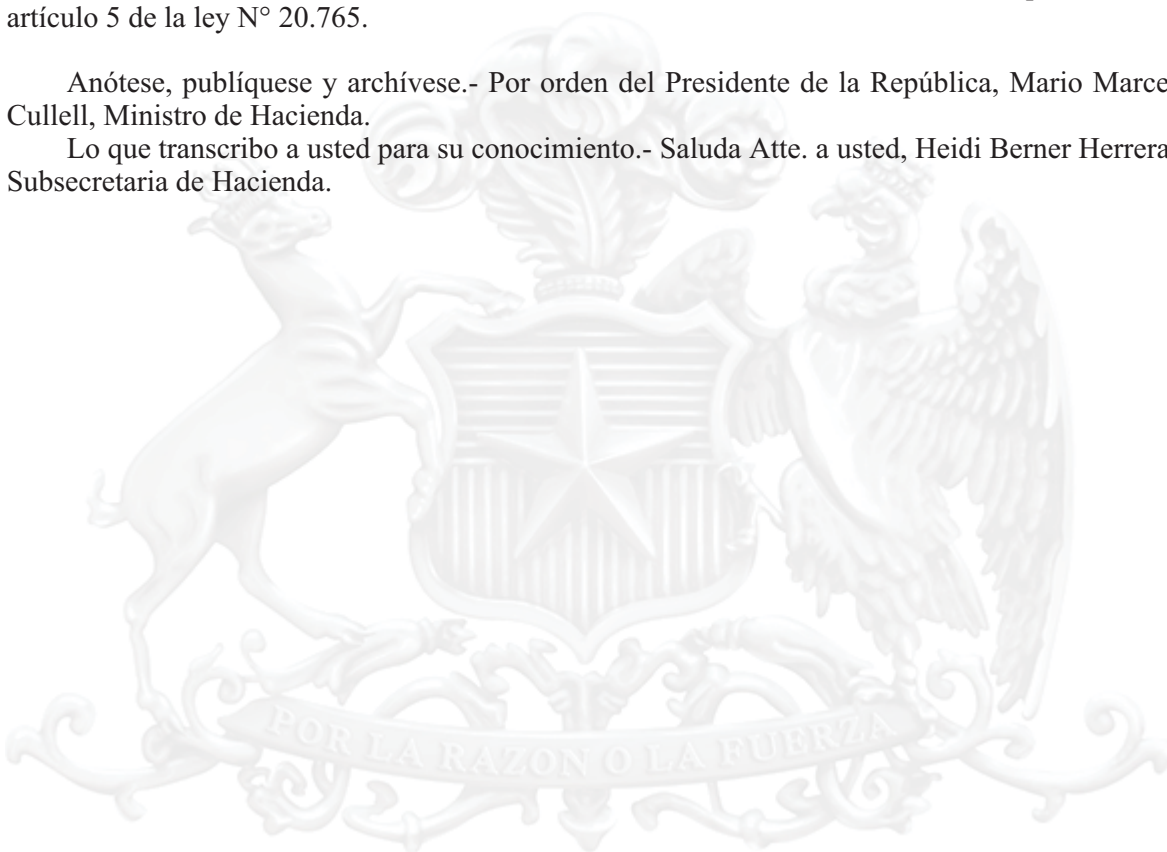 artículo 5 de la ley N° 20.765.
Anótese, publíquese y archívese.- Por orden del Presidente de la República, Mario Marcel
Cullell, Ministro de Hacienda.
Lo que transcribo a usted para su conocimiento.- Saluda Atte. a usted, Heidi Berner Herrera
Subsecretaria de Hacienda.
POR LA RAZON O LA FUERZA